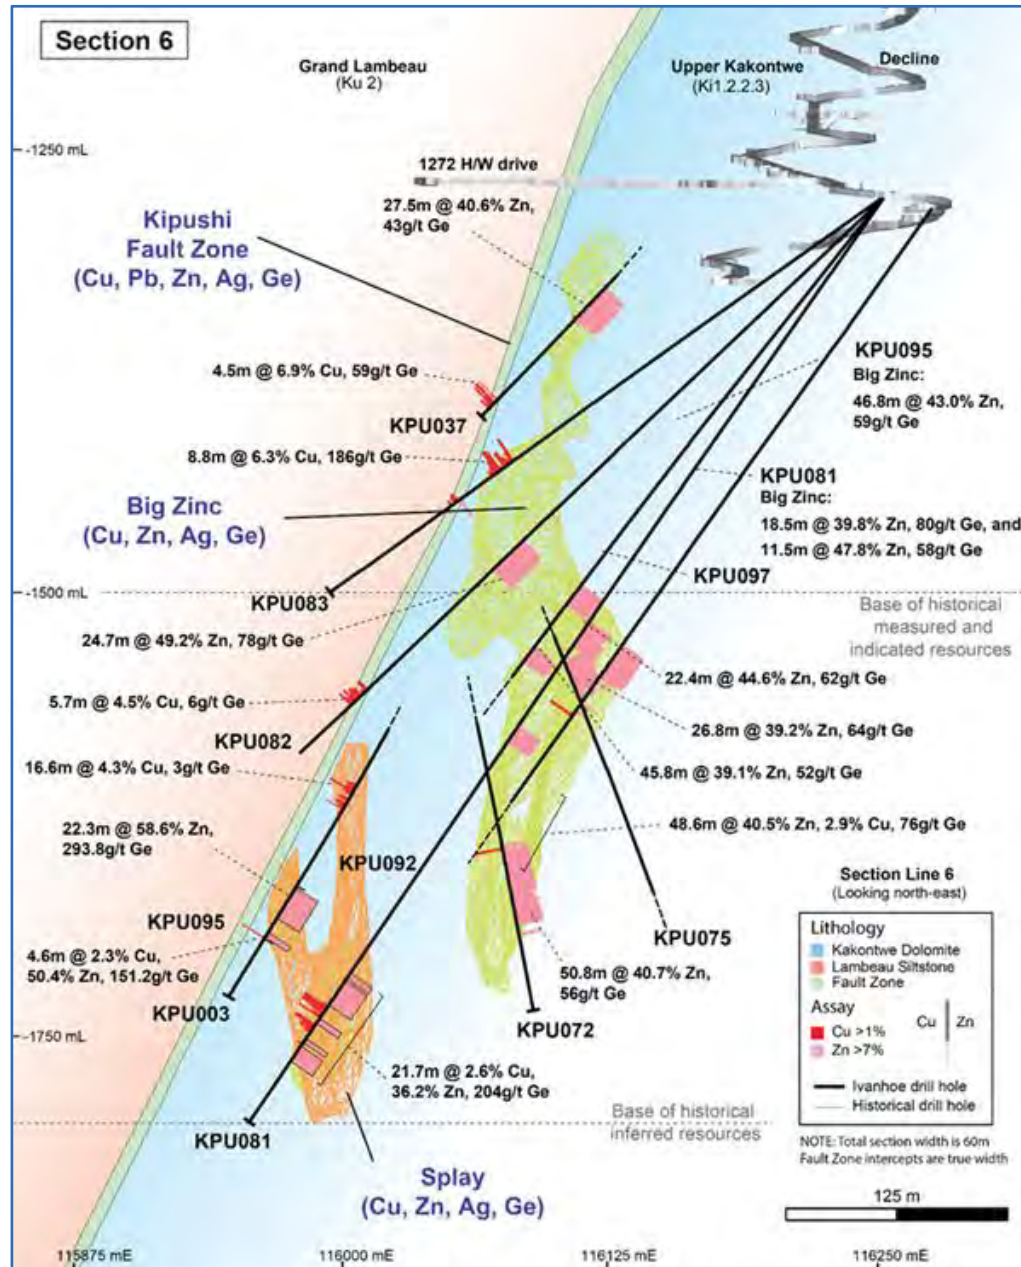 Section 6
Grand Lambeau
(Ku 2)
Upper Kakontwe
(Ki1.2.2.3)
Decline
-1250 mL
1272 H/W drive
27.5m @ 40.6% Zn,
43g/t Ge
Kipushi
Fault Zone
(Cu, Pb, Zn, Ag, Ge)
KPU095
Big Zinc:
46.8m @ 43.0% Zn,
59g/t Ge
4.5m @ 6.9% Cu, 59g/t Ge
KPU037
8.8m @ 6.3% Cu, 186g/t Ge
KPU081
Big Zinc:
18.5m @ 39.8% Zn, 80g/t Ge, and
11.5m @ 47.8% Zn, 58g/t Ge
Big Zinc
(Cu, Zn, Ag, Ge)
KPU097
-1500 mL
KPU083
Base of historical
measured and
indicated resources
24.7m @ 49.2% Zn, 78g/t Ge
22.4m @ 44.6% Zn, 62g/t Ge
5.7m @ 4.5% Cu, 6g/t Ge
26.8m @ 39.2% Zn, 64g/t Ge
KPU082
16.6m @ 4.3% Cu, 3g/t Ge
45.8m @ 39.1% Zn, 52g/t Ge
22.3m @ 58.6% Zn,
293.8g/t Ge
48.6m @ 40.5% Zn, 2.9% Cu, 76g/t Ge
KPU092
Section Line 6
(Looking north-east)
KPU095
4.6m @ 2.3% Cu,
50.4% Zn, 151.2g/t Ge
KPU075
50.8m @ 40.7% Zn,
56g/t Ge
KPU003
KPU072
Lithology
Kakontwe Dolomite
Lambeau Siltstone
Fault Zone
Assay
Cu >1%
Zn >7%
Cu Zn
Ivanhoe drill hole
Historical drill hole
-1750 mL
21.7m @ 2.6% Cu,
36.2% Zn, 204g/t Ge
KPU081
Base of historical
inferred resources
NOTE: Total section width is 60m
Fault Zone intercepts are true width
Splay
(Cu, Zn, Ag, Ge)
125 m
115875 mE
116000 mE
116125 mE
116250 mE